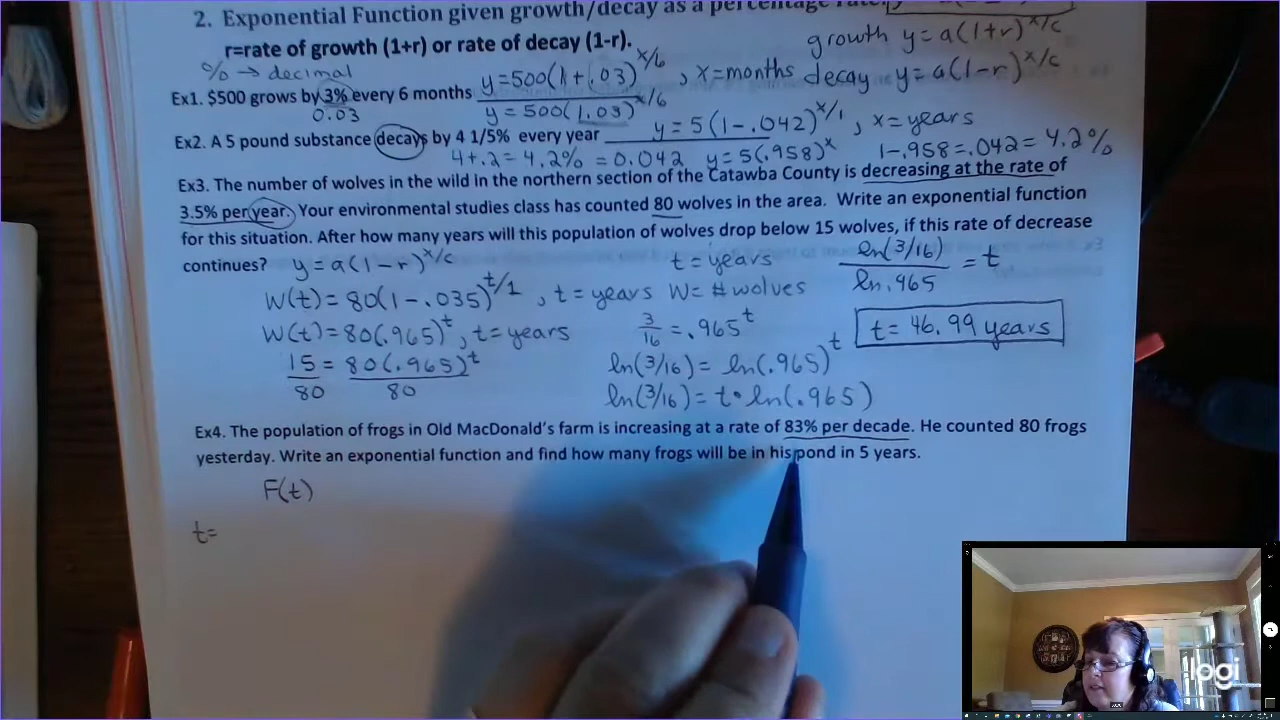 2. Exponential Function given growth/decay as a percentage rate
growth y=a(1+r)^x/c
r=rate of growth (1+r) or rate of decay (1-r).
% → decimal
decay y=a(1-r)^x/c
Ex1. $500 grows by 3% every 6 months y=500(1+.03)^x/6, x=months
0.03 y=500(1.03)^x/6
Ex2. A 5 pound substance decays by 4 1/5% every year y=5(1-.042)^x/1, x=years
4+.2=4.2% =0.042 y=5(.958)^x 1-.958=.042=4.2%
Ex3. The number of wolves in the wild in the northern section of the Catawba County is decreasing at the rate of
3.5% per year. Your environmental studies class has counted 80 wolves in the area. Write an exponential function
for this situation. After how many years will this population of wolves drop below 15 wolves, if this rate of decrease
continues? y=a(1-r)^x/c t=years ln(3/16)/ln.965 = t
W(t)=80(1-.035)^t/1, t=years W=#wolves
W(t)=80(.965)^t, t=years 3/16=.965^t t=46.99 years
15/80=80(.965)^t/80 ln(3/16)=ln(.965)^t
ln(3/16)=t•ln(.965)
Ex4. The population of frogs in Old MacDonald's farm is increasing at a rate of 83% per decade. He counted 80 frogs
yesterday. Write an exponential function and find how many frogs will be in his pond in 5 years.
F(t)
t=
logi